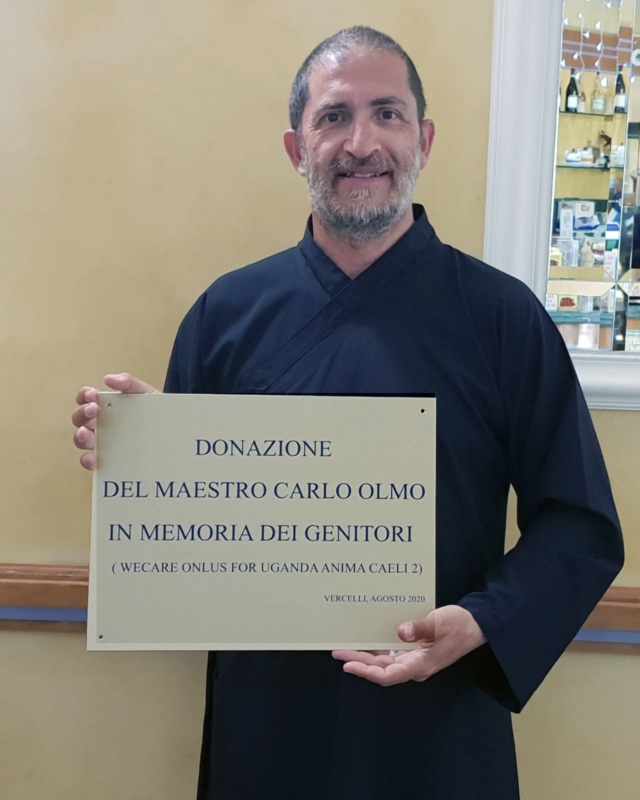 DONAZIONE
DEL MAESTRO CARLO OLMO
IN MEMORIA DEI GENITORI
( WECARE ONLUS FOR UGANDA ANIMA CAELI 2)
VERCELLI, AGOSTO 2020